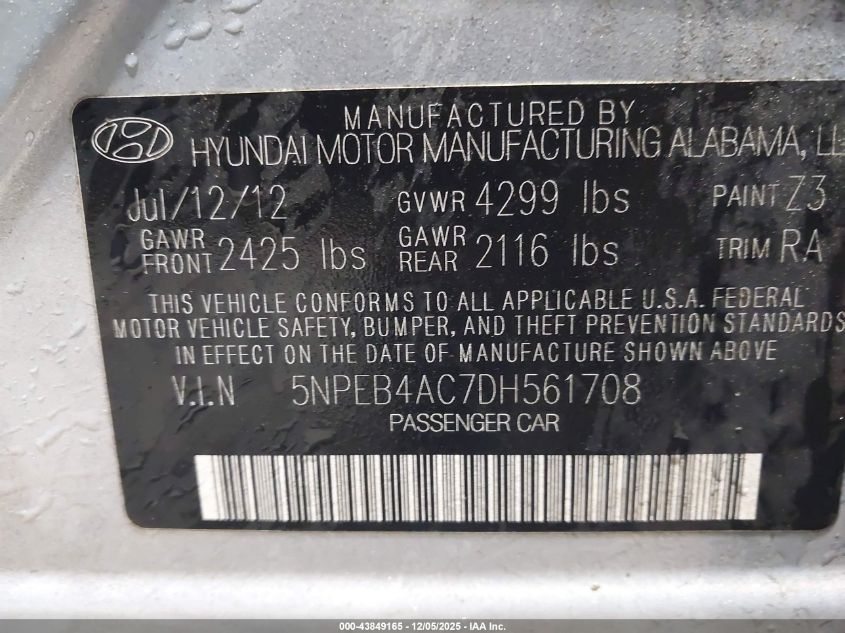 MANUFACTURED BY
HYUNDAI MOTOR MANUFACTURING ALABAMA,
Jul/12/12 GVWR 4299 lbs PAINT Z3
GAWR FRONT 2425 lbs GAWR REAR 2116 lbs TRIM RA
THIS VEHICLE CONFORMS TO ALL APPLICABLE U.S.A. FEDERAL
MOTOR VEHICLE SAFETY, BUMPER, AND THEFT PREVENTION STANDARDS
IN EFFECT ON THE DATE OF MANUFACTURE SHOWN ABOVE
V.I.N 5NPEB4AC7DH561708
PASSENGER CAR
000-43849165 - 12/05/2025 - IAA Inc.